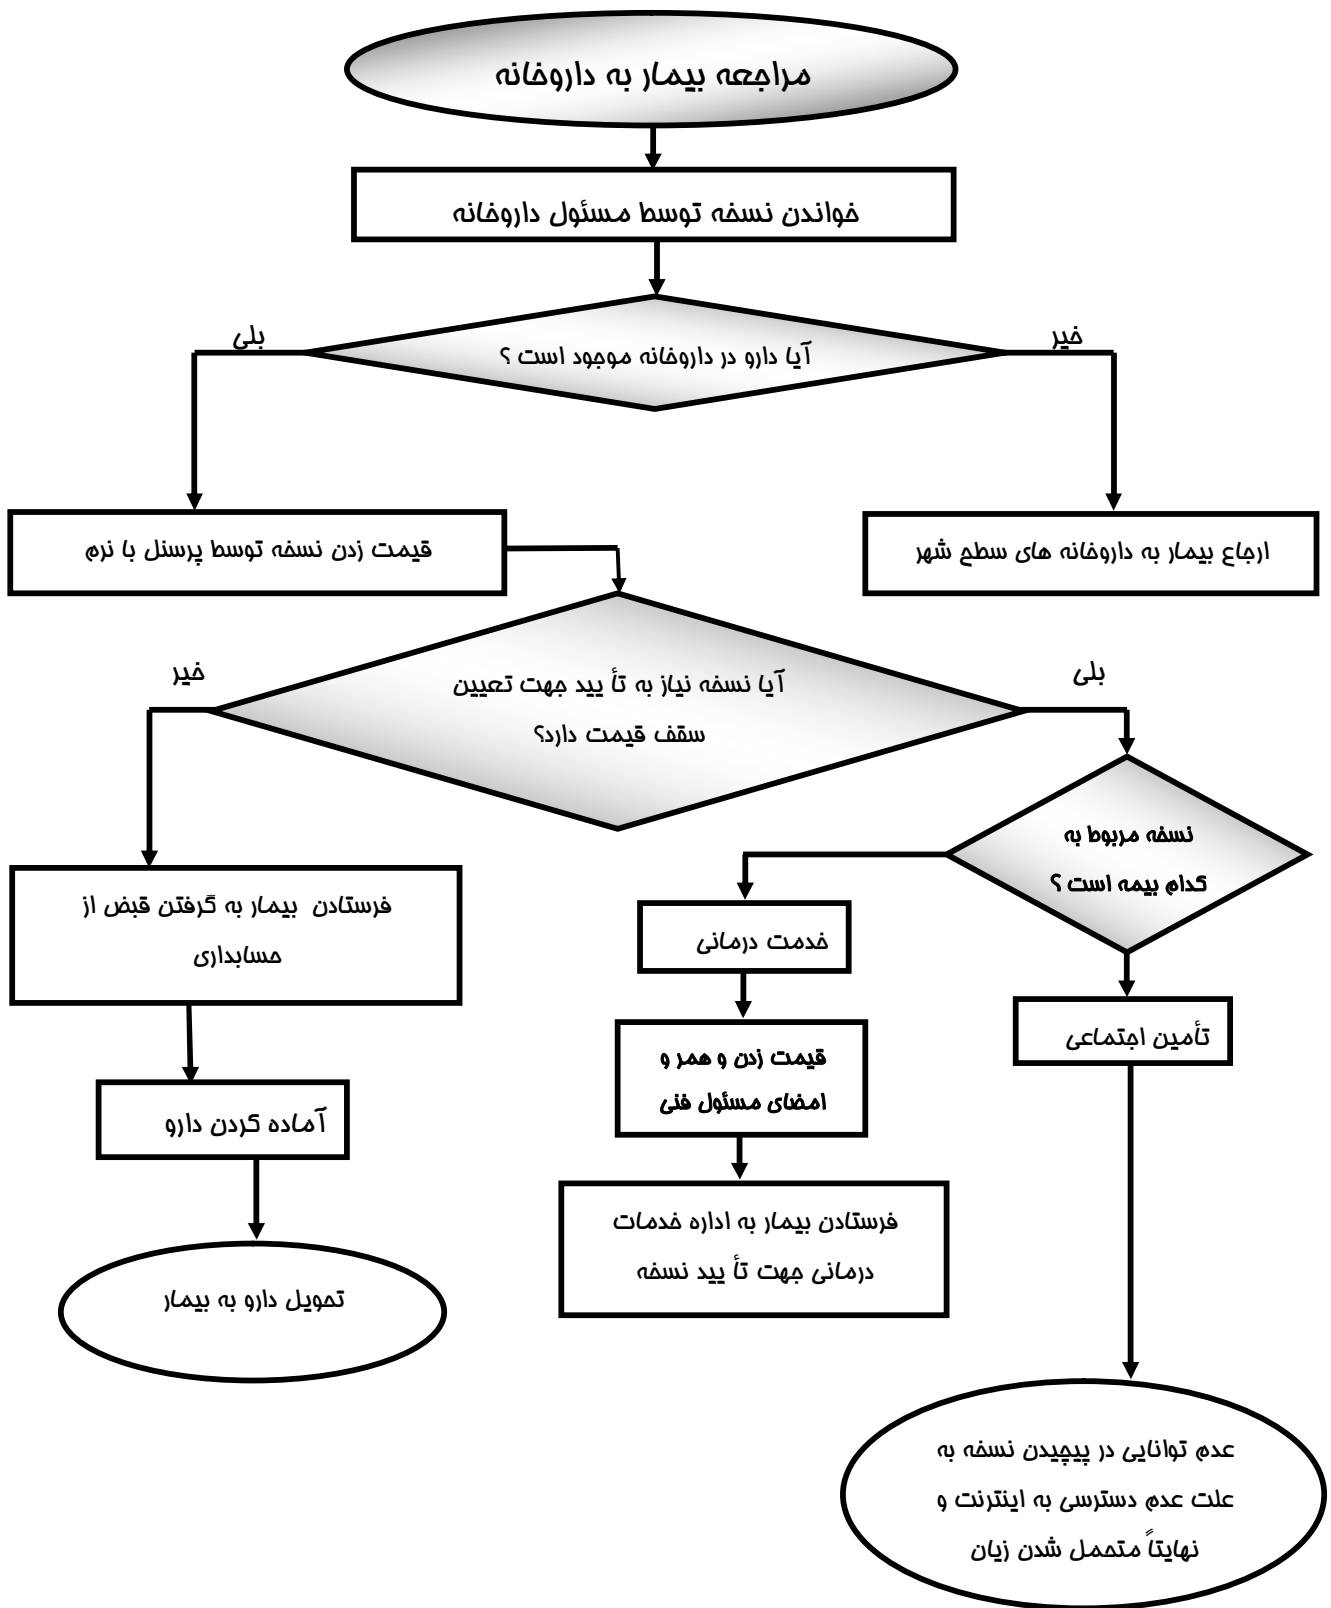 مراجعه بیمار به داروخانه
خواندن نسخه توسط مسئول داروخانه
آیا دارو در داروخانه موجود است ؟
خیر
بلی
ارجاع بیمار به داروخانه های سطح شهر
قیمت زدن نسخه توسط پرسنل با نرم
آیا نسخه نیاز به تأ یید جهت تعیین
سقف قیمت دارد؟
بلی
خیر
نسخه مربوط به
کدام بیمه است ؟
فرستادن بیمار به گرفتن قبض از
حسابداری
خدمت درمانی
تأمین اجتماعی
قیمت زدن و همر و
امضای مسئول فنی
آماده کردن دارو
فرستادن بیمار به اداره خدمات
درمانی جهت تأ یید نسخه
تحویل دارو به بیمار
عدم توانایی در پیچیدن نسخه به
علت عدم دسترسی به اینترنت و
نهایتاً متحمل شدن زیان